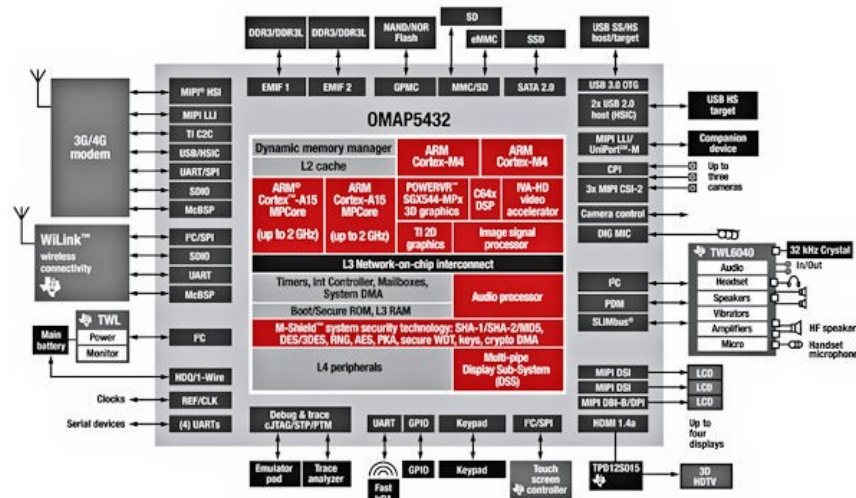 SD
DDR3/DDR3L
DDR3/DDR3L
NAND/NOR
Flash
eMMC
SSD
USB SS/HS
host/target
EMIF 1
EMIF 2
GPMC
MMC/SD
SATA 2.0
USB 3.0 OTG
OMAP5432
3G/4G
modem
MIPI® HSI
MIPI LLI
TI C2C
USB/HSIC
UART/SPI
SDIO
McBSP
WiLink™
wireless
connectivity
I²C/SPI
SDIO
UART
McBSP
Main
battery
TWL
Power
Monitor
I²C
HDQ/1-Wire
Clocks
REF/CLK
Serial devices
(4) UARTs
Dynamic memory manager
L2 cache
ARM
Cortex-M4
ARM
Cortex-M4
ARM®
Cortex™-A15
MPCore
(up to 2 GHz)
ARM
Cortex-A15
MPCore
(up to 2 GHz)
POWERVR™
SGX544-MPx
3D graphics
C64x
DSP
IVA-HD
video
accelerator
TI 2D
graphics
Image signal
processor
L3 Network-on-chip interconnect
Timers, Int Controller, Mailboxes,
System DMA
Boot/Secure ROM, L3 RAM
Audio processor
M-Shield™ system security technology: SHA-1/SHA-2/MD5,
DES/3DES, RNG, AES, PKA, secure WDT, keys, crypto DMA
L4 peripherals
Multi-pipe
Display Sub-System
(DSS)
2x USB 2.0
host (HSIC)
USB HS
target
MIPI LLI/
UniPort℠-M
Companion
device
CPI
3x MIPI CSI-2
Up to
three
cameras
Camera control
DIG MIC
TWL6040
32 kHz Crystal
Audio
In/Out
Headset
Speakers
Vibrators
Amplifiers
HF speaker
Micro
Handset
microphone
I²C
PDM
SLIMbus®
MIPI DSI
LCD
MIPI DSI
LCD
MIPI DBI-B/DPI
LCD
HDMI 1.4a
Up to
four
displays
Debug & trace
cJTAG/STP/PTM
UART
GPIO
Keypad
I²C/SPI
Emulator
pod
Trace
analyzer
Fast
GPIO
Keypad
Touch
screen
controller
TPD12S015
3D
HDTV